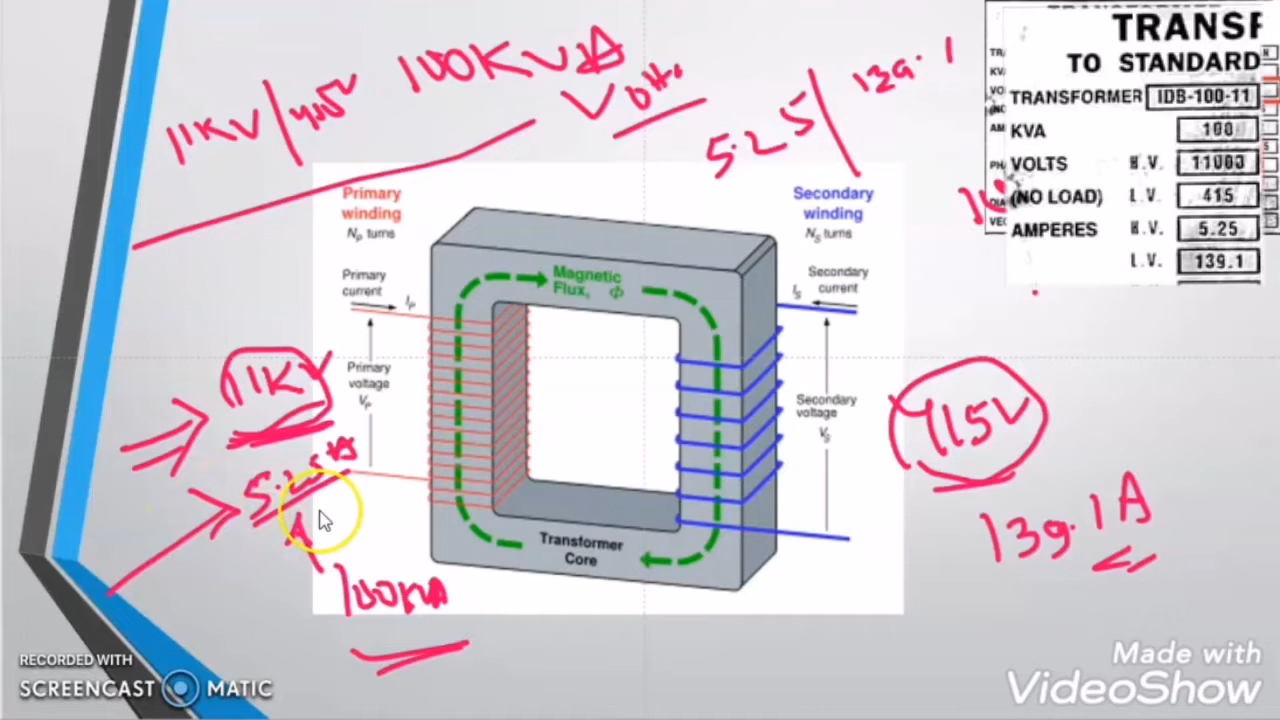 11KV/
100KVA
5.25/139.1
TRANSF
TO STANDARD
TRANSFORMER IDB-100-11
KVA 100
VOLTS H.V. 11000
(NO LOAD) L.V. 415
AMPERES H.V. 5.25
L.V. 139.1
Primary
winding
NP turns
Secondary
winding
NS turns
Primary
current
IP
Magnetic
Flux, Φ
Secondary
current
IS
11KV
Primary
voltage
VP
Secondary
voltage
VS
415V
139.1A
Transformer
Core
RECORDED WITH
SCREENCAST MATIC
Made with
VideoShow